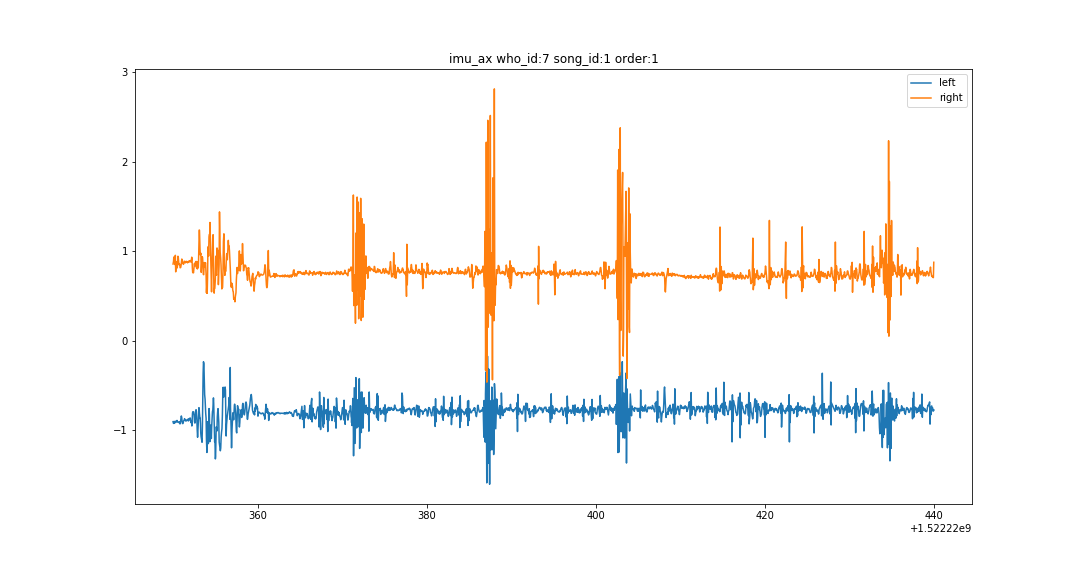 imu_ax who_id:7 song_id:1 order:1
left
right
3
2
1
0
−1
360
380
400
420
440
+1.52222e9